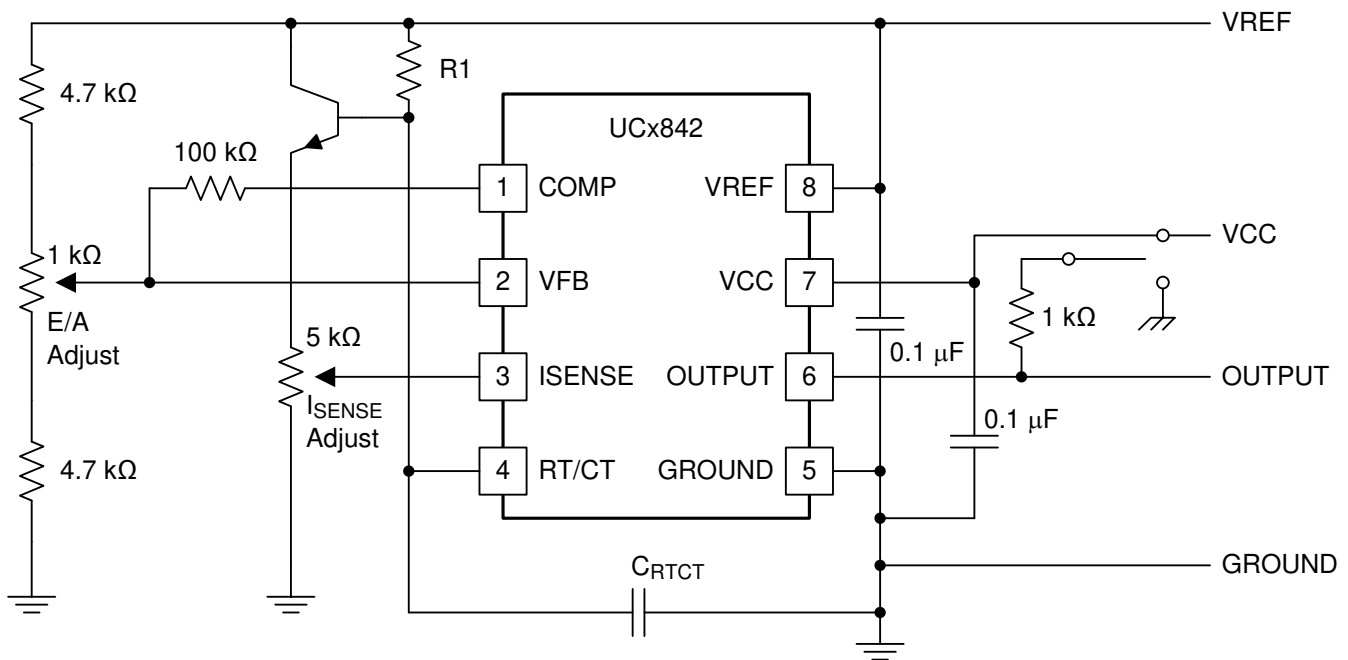 VREF
4.7 kΩ
R1
UCx842
100 kΩ
1 COMP
VREF 8
1 kΩ
E/A
Adjust
2 VFB
VCC 7
VCC
1 kΩ
0.1 μF
5 kΩ
ISENSE
Adjust
3 ISENSE
OUTPUT 6
OUTPUT
0.1 μF
4.7 kΩ
4 RT/CT
GROUND 5
CRTCT
GROUND